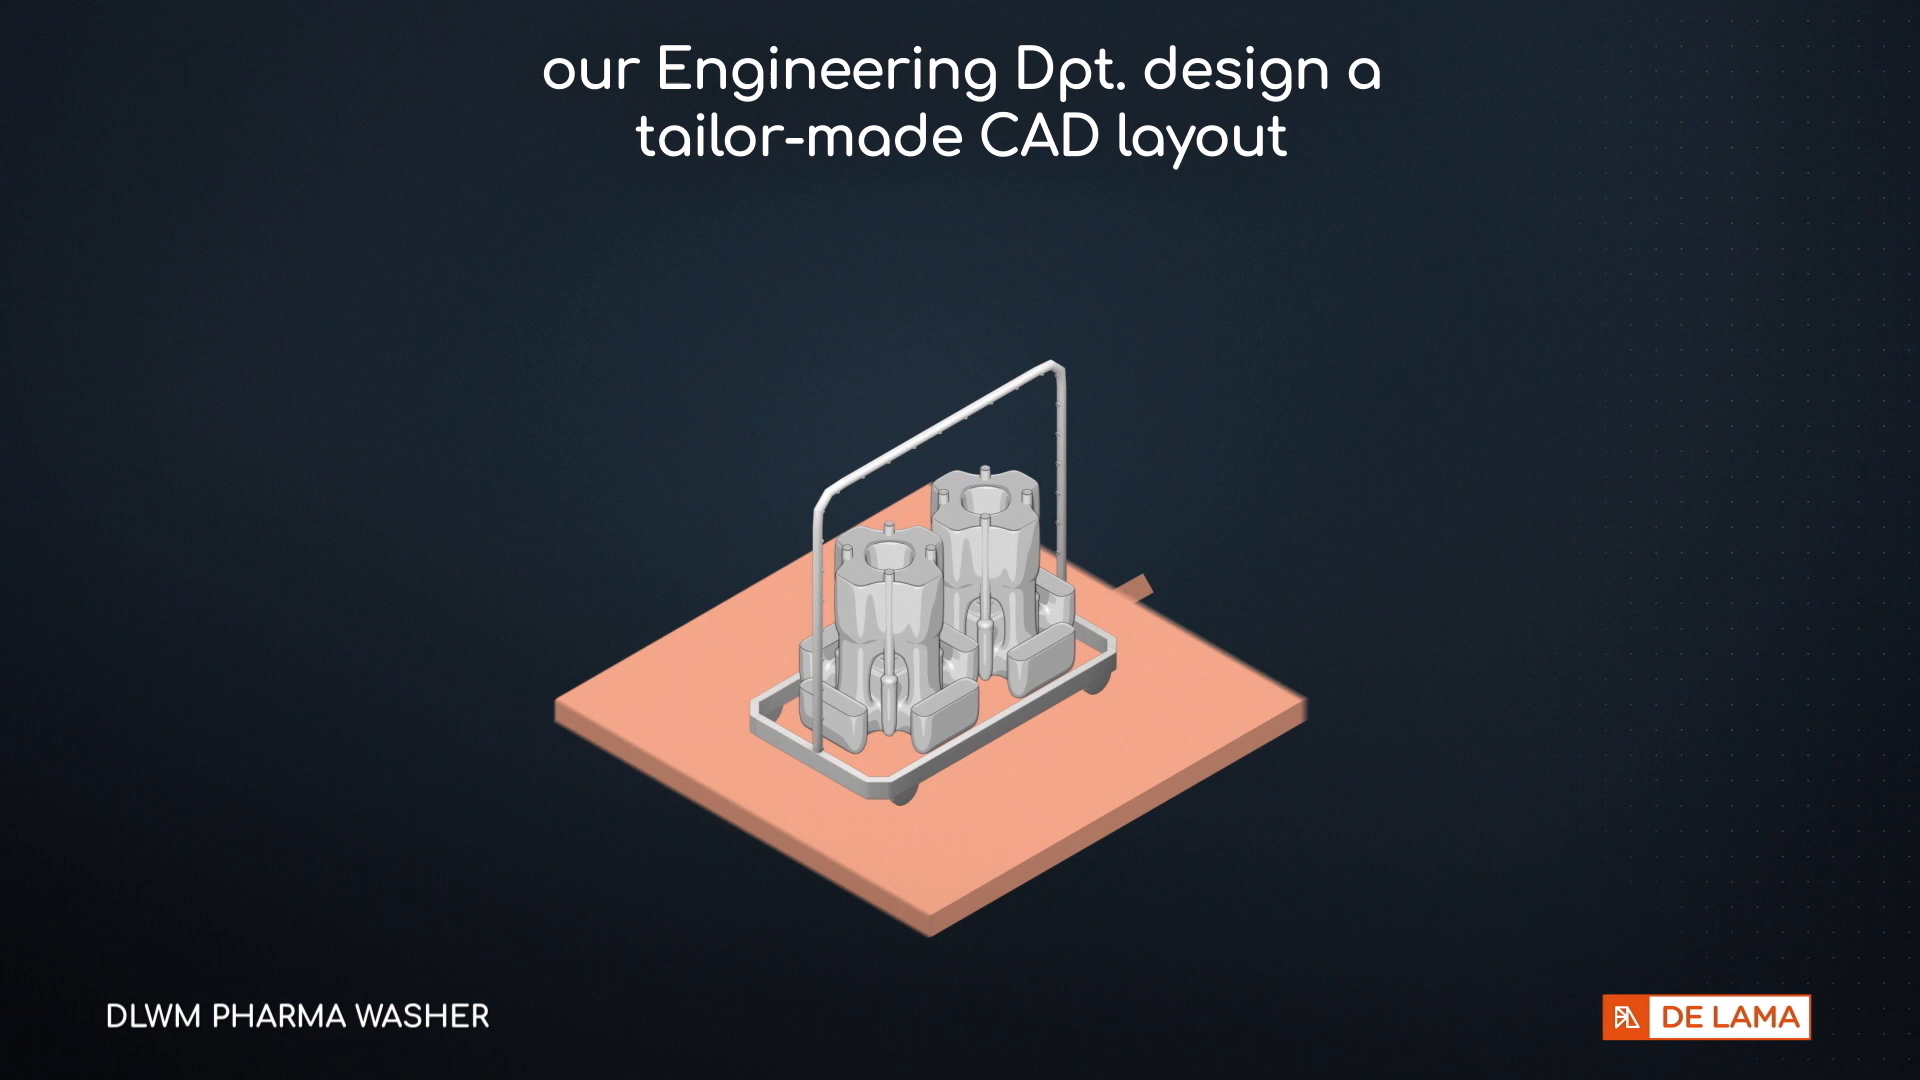 our Engineering Dpt. design a
tailor-made CAD layout
DLWM PHARMA WASHER
DE LAMA